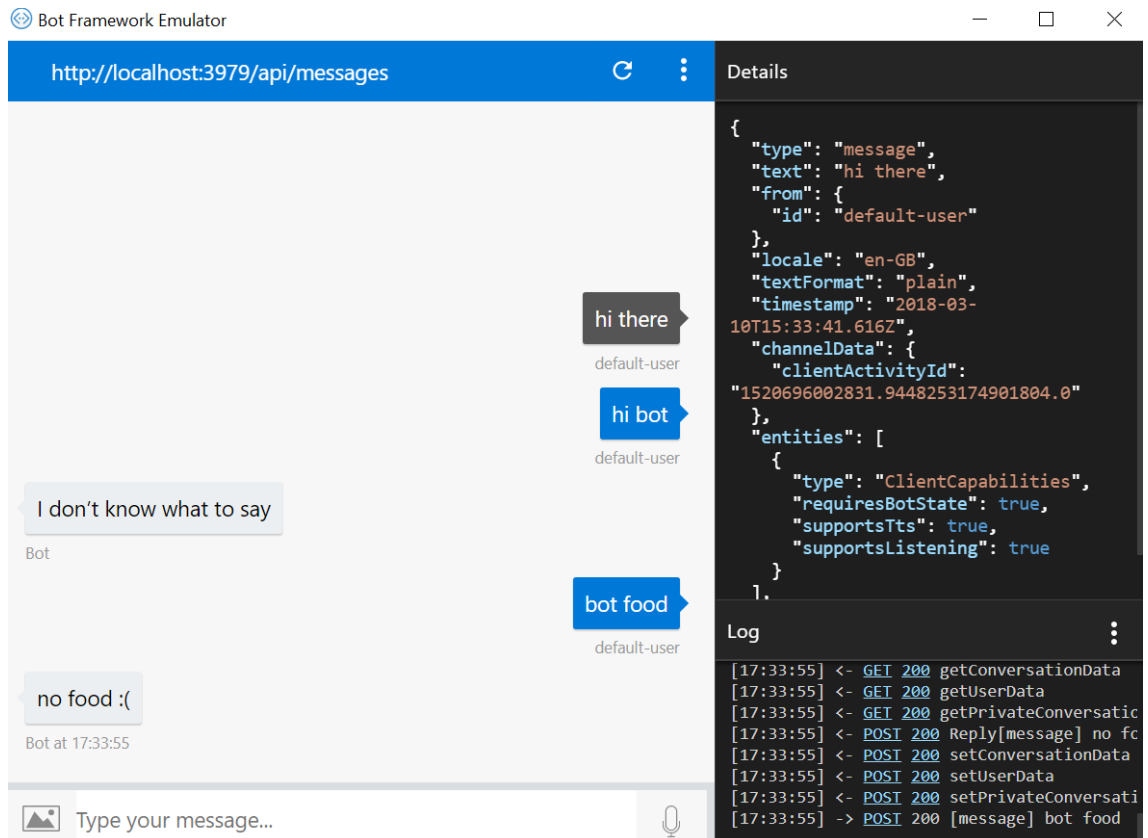 Bot Framework Emulator
http://localhost:3979/api/messages
hi there
default-user
hi bot
default-user
I don’t know what to say
Bot
bot food
default-user
no food :(
Bot at 17:33:55
Type your message...
Details
{
"type": "message",
"text": "hi there",
"from": {
"id": "default-user"
},
"locale": "en-GB",
"textFormat": "plain",
"timestamp": "2018-03-
10T15:33:41.616Z",
"channelData": {
"clientActivityId":
"1520696002831.9448253174901804.0"
},
"entities": [
{
"type": "ClientCapabilities",
"requiresBotState": true,
"supportsTts": true,
"supportsListening": true
}
],
Log
[17:33:55] <- GET 200 getConversationData
[17:33:55] <- GET 200 getUserData
[17:33:55] <- GET 200 getPrivateConversatic
[17:33:55] <- POST 200 Reply[message] no fc
[17:33:55] <- POST 200 setConversationData
[17:33:55] <- POST 200 setUserData
[17:33:55] <- POST 200 setPrivateConversati
[17:33:55] -> POST 200 [message] bot food